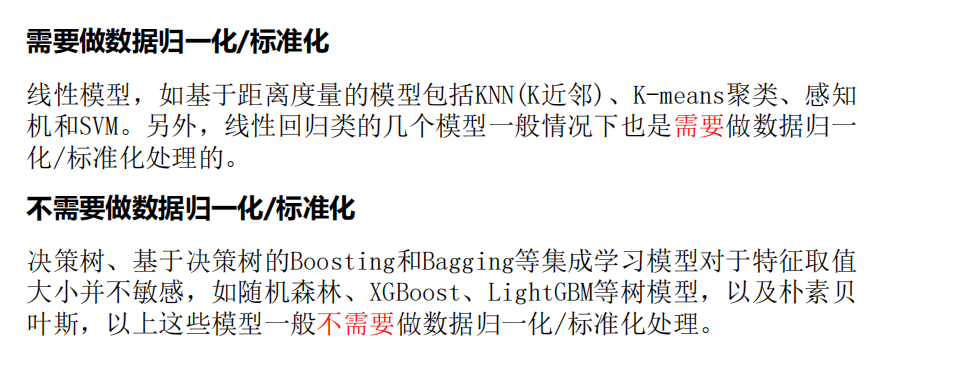 需要做数据归一化/标准化
线性模型，如基于距离度量的模型包括KNN(K近邻)、K-means聚类、感知
机和SVM。另外，线性回归类的几个模型一般情况下也是需要做数据归一
化/标准化处理的。
不需要做数据归一化/标准化
决策树、基于决策树的Boosting和Bagging等集成学习模型对于特征取值
大小并不敏感，如随机森林、XGBoost、LightGBM等树模型，以及朴素贝
叶斯，以上这些模型一般不需要做数据归一化/标准化处理。